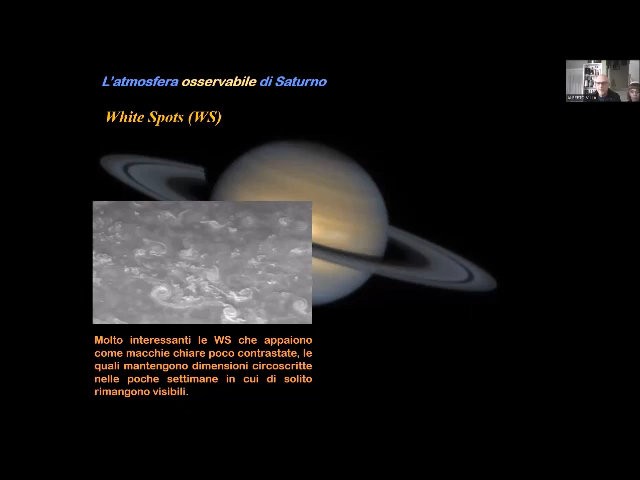 L'atmosfera osservabile di Saturno
White Spots (WS)
Molto interessanti le WS che appaiono
come macchie chiare poco contrastate, le
quali mantengono dimensioni circoscritte
nelle poche settimane in cui di solito
rimangono visibili.